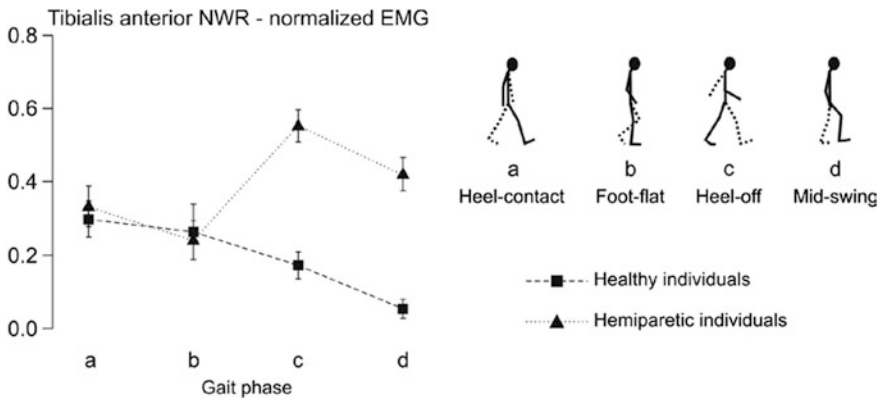 Tibialis anterior NWR - normalized EMG
0.8
0.6
0.4
0.2
0.0
a b c d
Gait phase
a b c d
Heel-contact Foot-flat Heel-off Mid-swing
Healthy individuals
Hemiparetic individuals